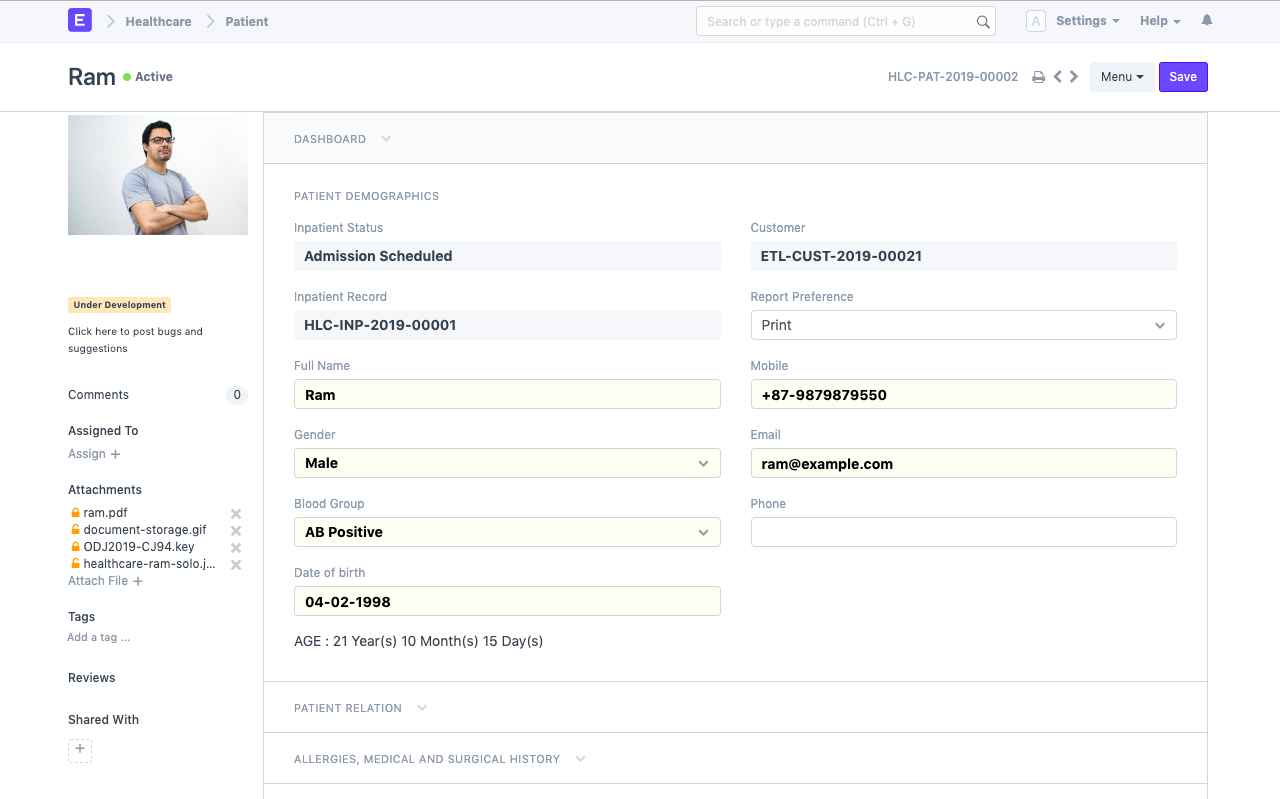 E Healthcare Patient Search or type a command (Ctrl + G) A Settings Help
Ram Active HLC-PAT-2019-00002 Menu Save
Under Development
Click here to post bugs and
suggestions
Comments 0
Assigned To
Assign +
Attachments
ram.pdf
document-storage.gif
ODJ2019-CJ94.key
healthcare-ram-solo.j...
Attach File +
Tags
Add a tag ...
Reviews
Shared With
+
DASHBOARD
PATIENT DEMOGRAPHICS
Inpatient Status
Admission Scheduled
Inpatient Record
HLC-INP-2019-00001
Full Name
Ram
Gender
Male
Blood Group
AB Positive
Date of birth
04-02-1998
AGE : 21 Year(s) 10 Month(s) 15 Day(s)
Customer
ETL-CUST-2019-00021
Report Preference
Print
Mobile
+87-9879879550
Email
ram@example.com
Phone
PATIENT RELATION
ALLERGIES, MEDICAL AND SURGICAL HISTORY